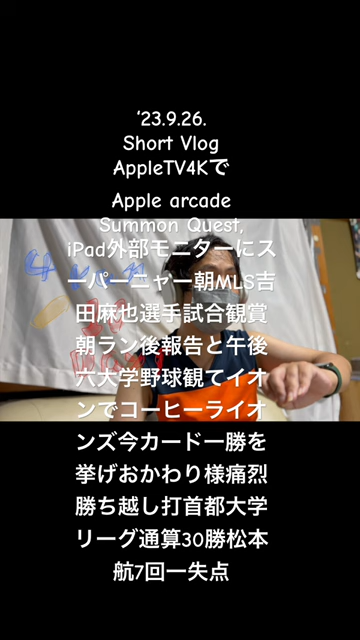 ‘23.9.26.
Short Vlog
AppleTV4Kで
Apple arcade
Summon Quest,
iPad外部モニターにス
ーパーニャー朝MLS吉
田麻也選手試合観賞
朝ラン後報告と午後
六大学野球観てイオ
ンでコーヒーライオ
ンズ今カード一勝を
挙げおかわり様痛烈
勝ち越し打首都大学
リーグ通算30勝松本
航7回一失点